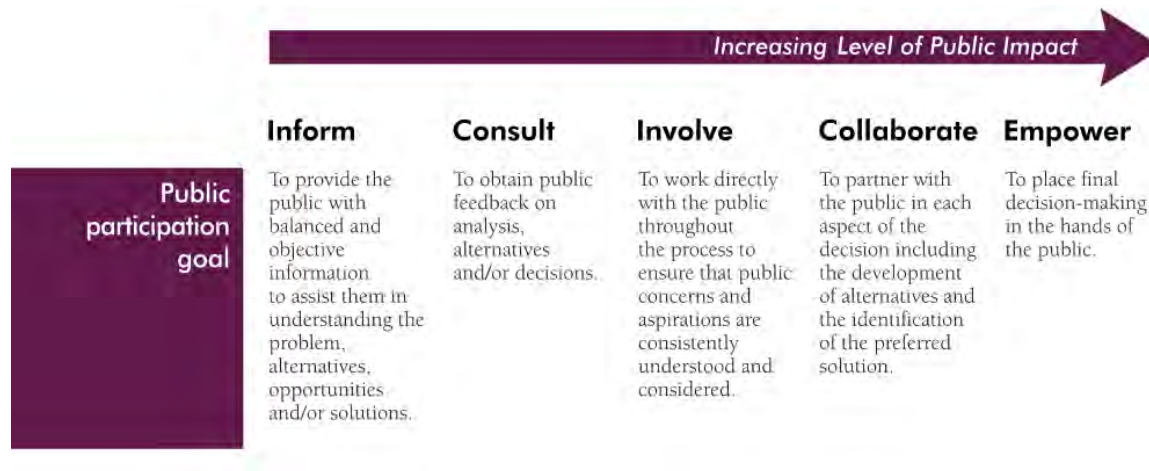 Increasing Level of Public Impact
Inform
Consult
Involve
Collaborate
Empower
Public
participation
goal
To provide the
public with
balanced and
objective
information
to assist them in
understanding the
problem,
alternatives,
opportunities
and/or solutions.
To obtain public
feedback on
analysis,
alternatives
and/or decisions.
To work directly
with the public
throughout
the process to
ensure that public
concerns and
aspirations are
consistently
understood and
considered.
To partner with
the public in each
aspect of the
decision including
the development
of alternatives and
the identification
of the preferred
solution.
To place final
decision-making
in the hands of
the public.